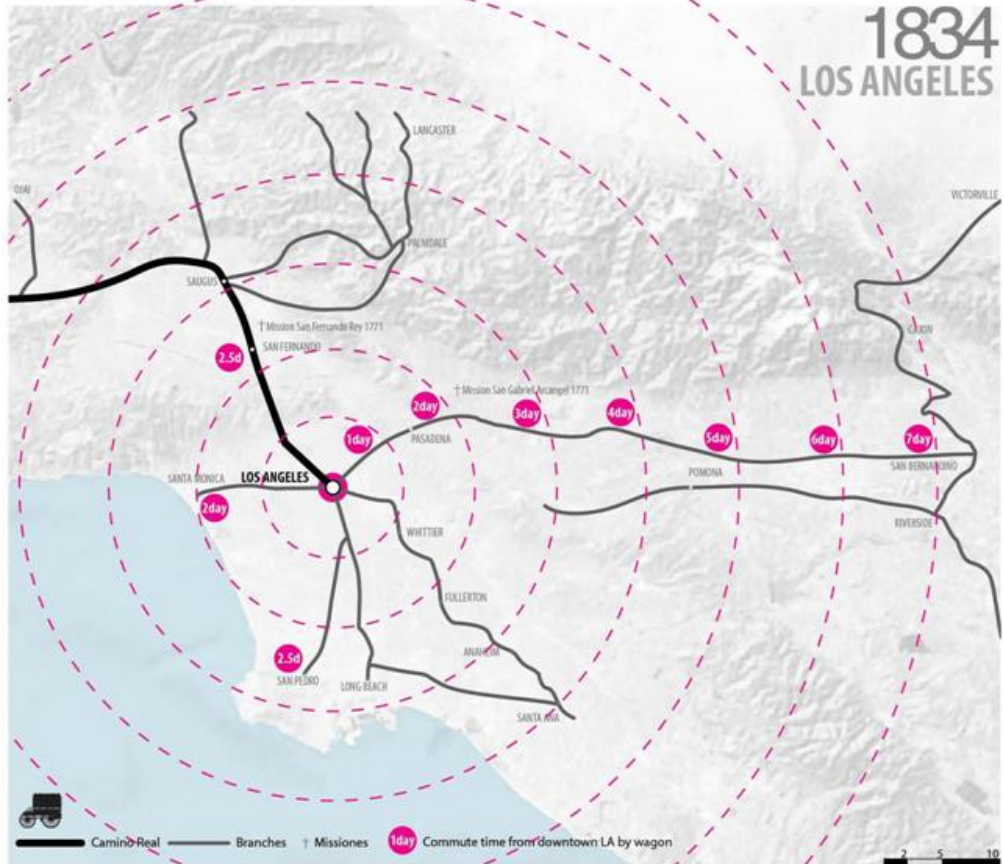 1834
LOS ANGELES
LANCASTER
OJAI
VICTORVILLE
PALMDALE
SAUGUS
†Mission San Fernando Rey 1771
CAJON
SAN FERNANDO
2.5d
†Mission San Gabriel Arcangel 1771
2day
3day
4day
1day
PASADENA
5day
6day
7day
SANTA MONICA
LOS ANGELES
POMONA
SAN BERNARDINO
2day
WHITTIER
RIVERSIDE
FULLERTON
ANAHEIM
2.5d
SAN PEDRO
LONG BEACH
SANTA ANA
Camino Real
Branches
† Missiones
1day
Commute time from downtown LA by wagon
2 5 10